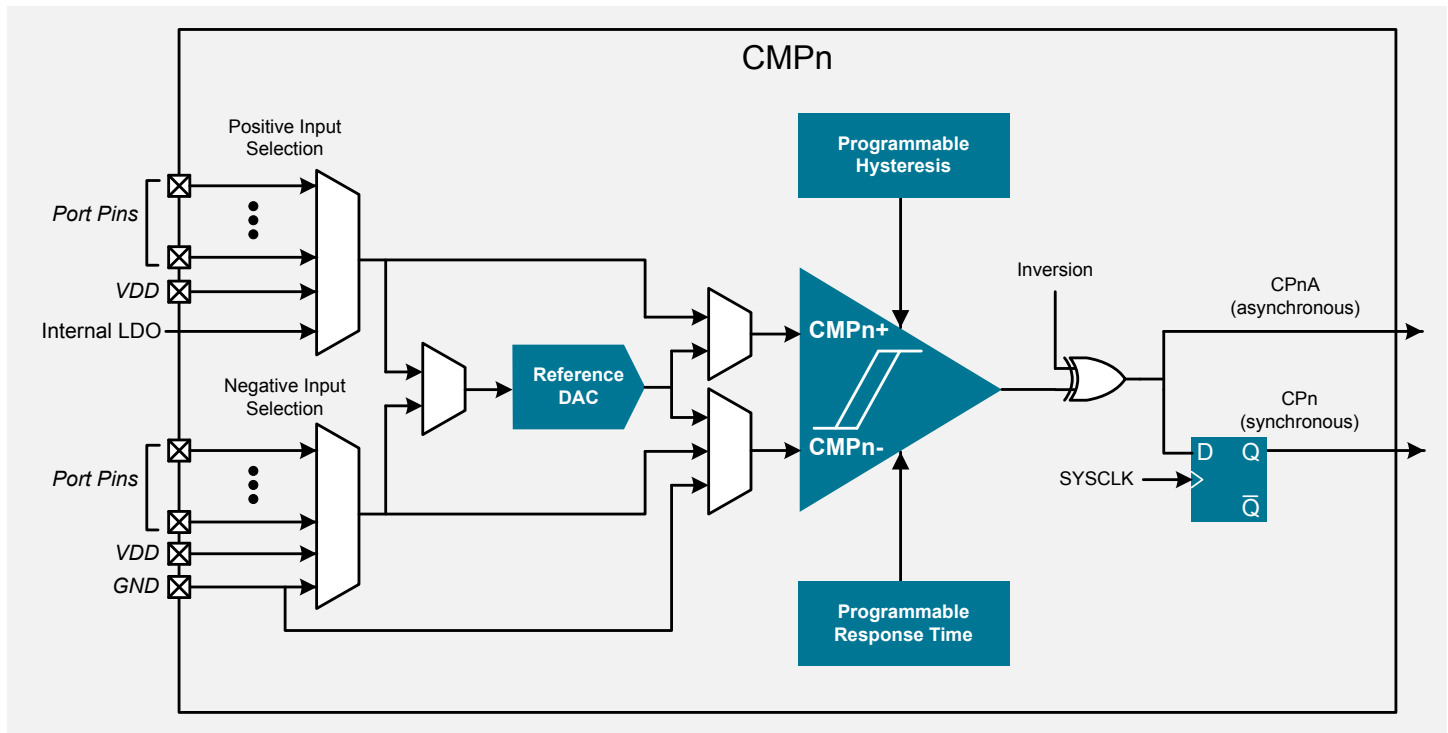 CMPn
Positive Input
Selection
Port Pins
VDD
Internal LDO
Negative Input
Selection
Port Pins
VDD
GND
Reference
DAC
Programmable
Hysteresis
CMPn+
CMPn-
Programmable
Response Time
Inversion
CPnA
(asynchronous)
CPn
(synchronous)
SYSCLK
D Q
Q̅